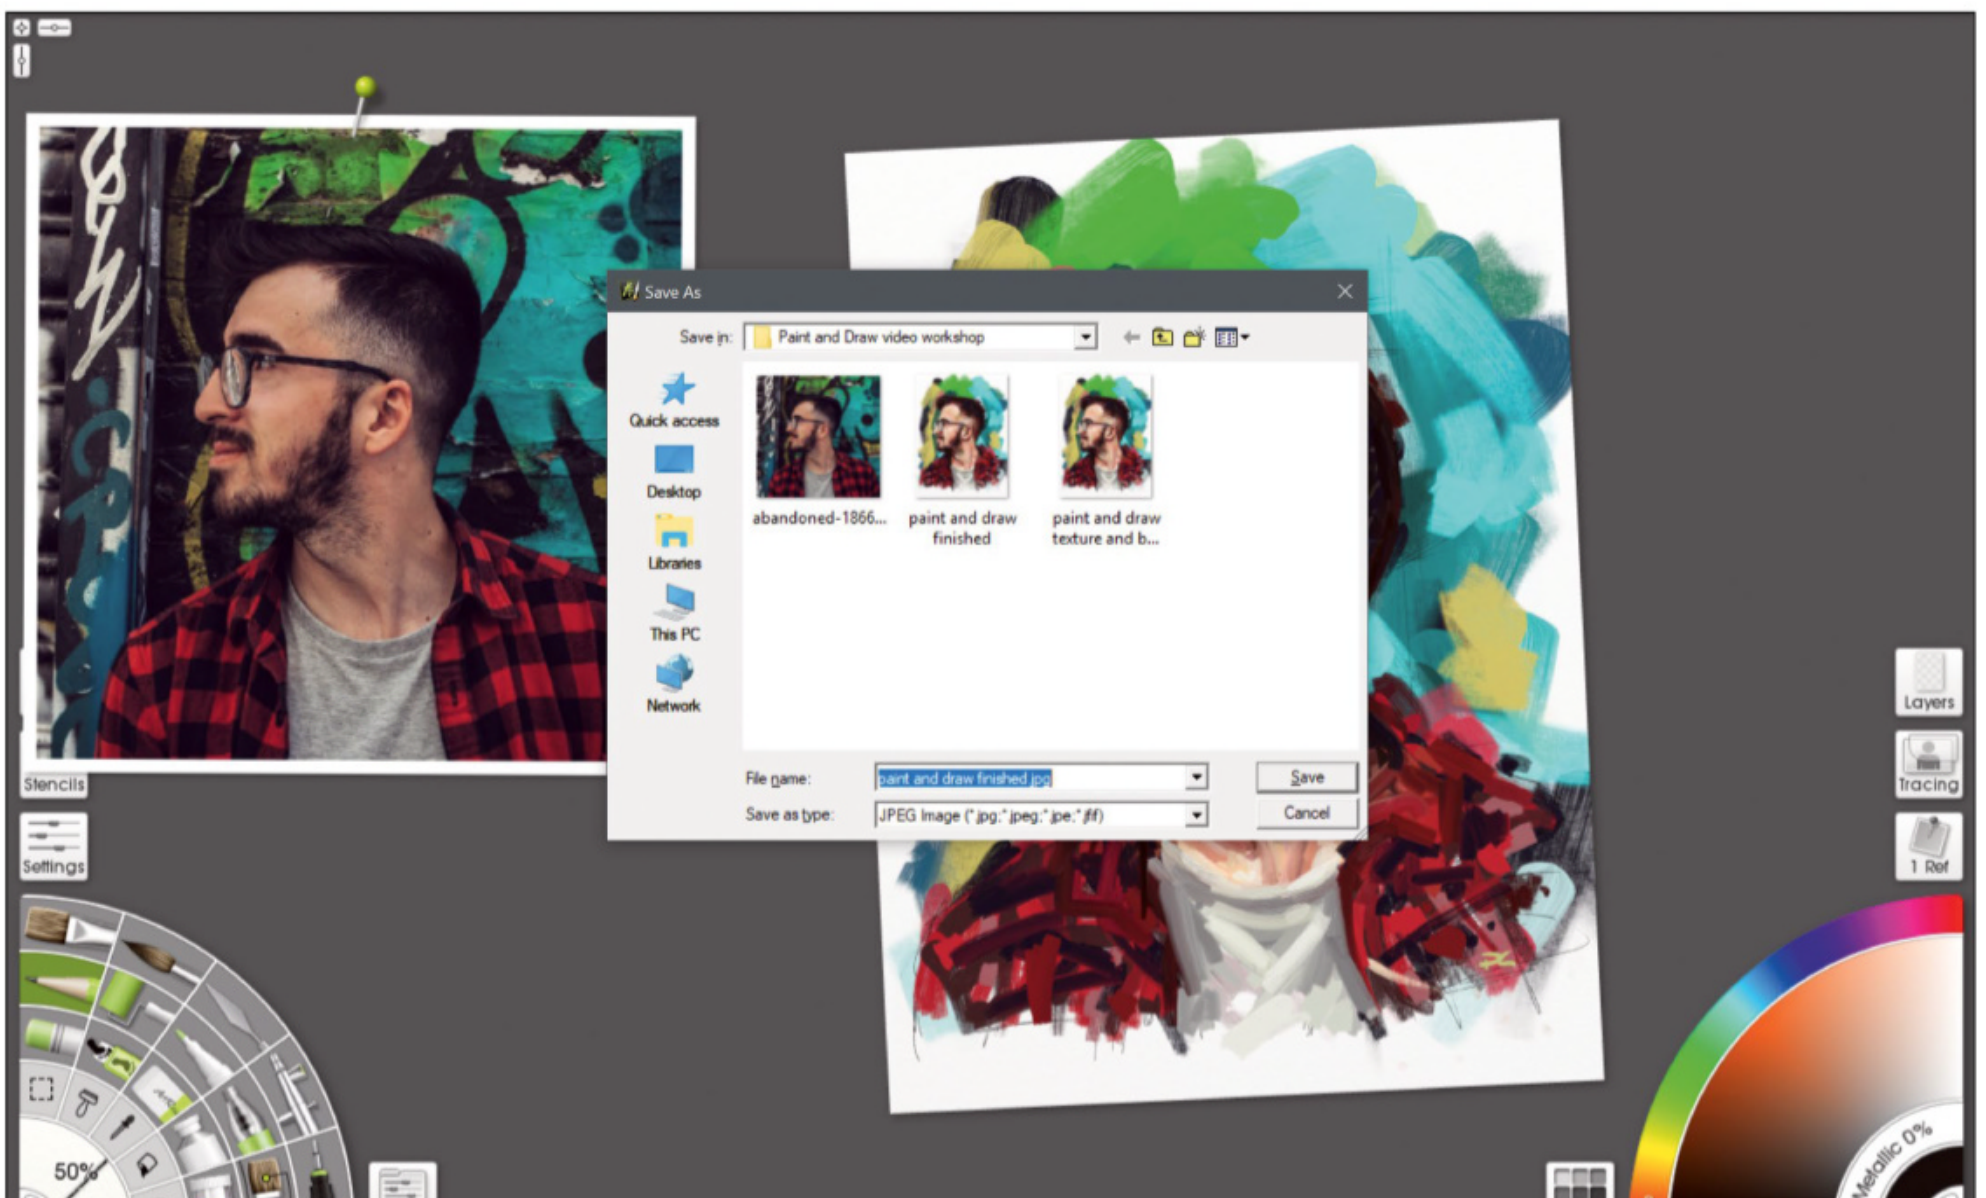 Save As
Save in:
Paint and Draw video workshop
Quick access
Desktop
Libraries
This PC
Network
abandoned-1866...
paint and draw
finished
paint and draw
texture and b...
File name:
paint and draw finished.jpg
Save
Save as type:
JPEG Image (*.jpg;*.jpeg;*.jpe;*.jfif)
Cancel
Stencils
Settings
Layers
Tracing
1 Ref
50%
Metallic 0%